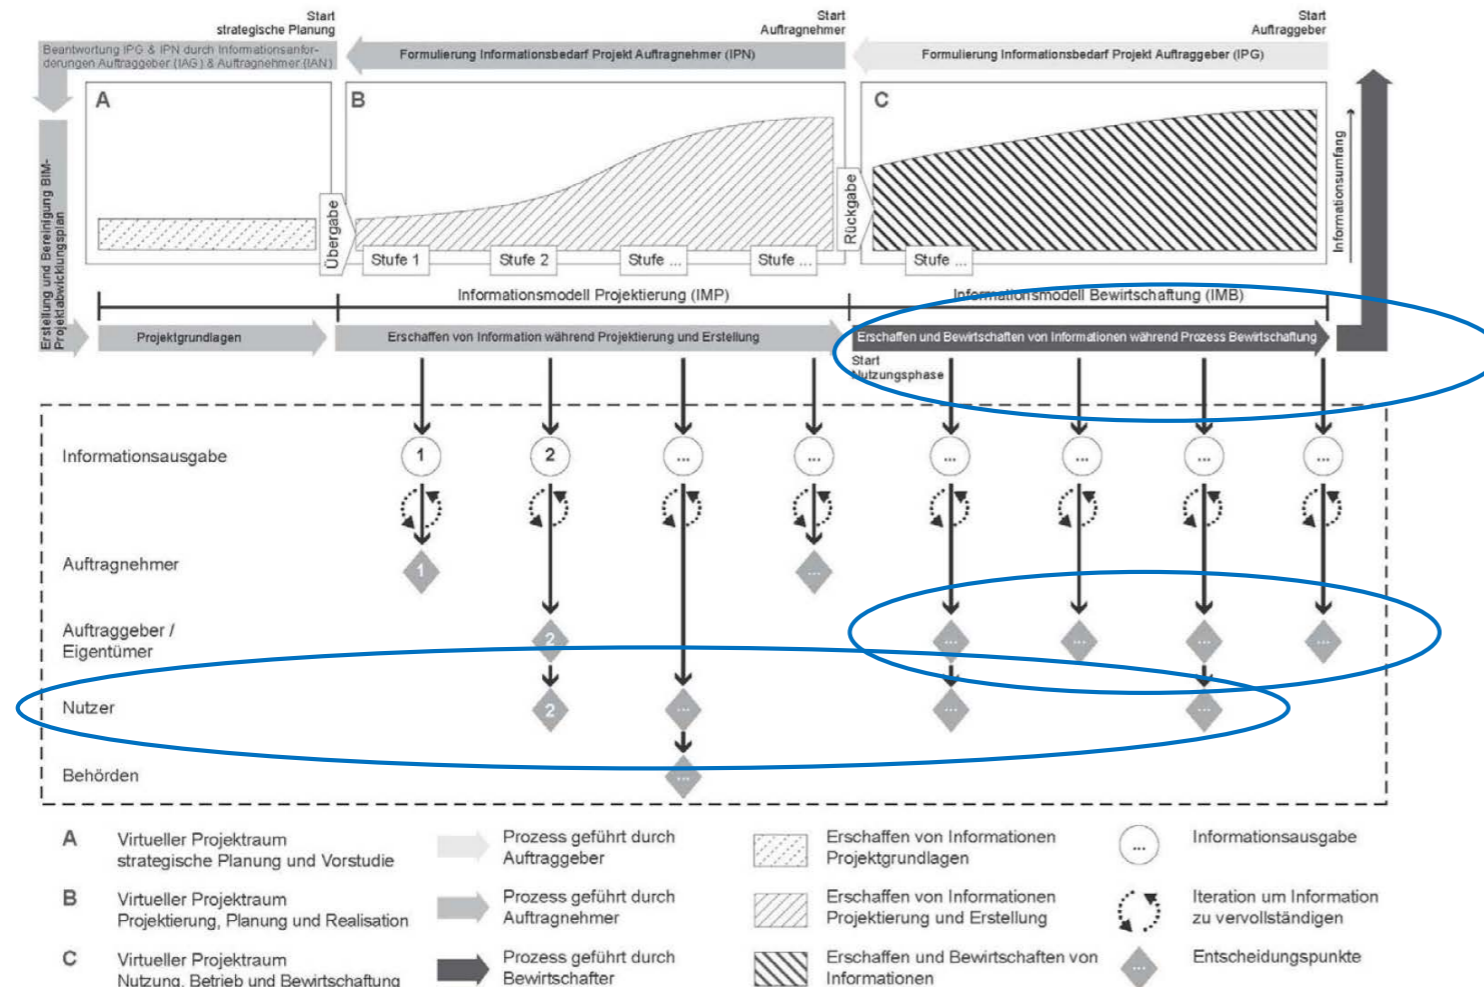 Start
strategische Planung
Start
Auftragnehmer
Start
Auftraggeber
Beantwortung IPG & IPN durch Informationsanfor-
derungen Auftraggeber (IAG) & Auftragnehmer (IAN)
Formulierung Informationsbedarf Projekt Auftragnehmer (IPN)
Formulierung Informationsbedarf Projekt Auftraggeber (IPG)
A
B
C
Erstellung und Bereinigung BIM-
Projektabwicklungsplan
Übergabe
Rückgabe
Informationsumfang
Stufe 1
Stufe 2
Stufe ...
Stufe ...
Stufe ...
Informationsmodell Projektierung (IMP)
Informationsmodell Bewirtschaftung (IMB)
Projektgrundlagen
Erschaffen von Information während Projektierung und Erstellung
Erschaffen und Bewirtschaften von Informationen während Prozess Bewirtschaftung
Start
Nutzungsphase
Informationsausgabe
1
2
...
...
...
...
...
...
Auftragnehmer
1
...
Auftraggeber /
Eigentümer
2
...
...
...
...
Nutzer
2
...
...
...
Behörden
...
A
Virtueller Projektraum
strategische Planung und Vorstudie
Prozess geführt durch
Auftraggeber
Erschaffen von Informationen
Projektgrundlagen
...
Informationsausgabe
B
Virtueller Projektraum
Projektierung, Planung und Realisation
Prozess geführt durch
Auftragnehmer
Erschaffen von Informationen
Projektierung und Erstellung
Iteration um Information
zu vervollständigen
C
Virtueller Projektraum
Nutzung, Betrieb und Bewirtschaftung
Prozess geführt durch
Bewirtschafter
Erschaffen und Bewirtschaften von
Informationen
...
Entscheidungspunkte